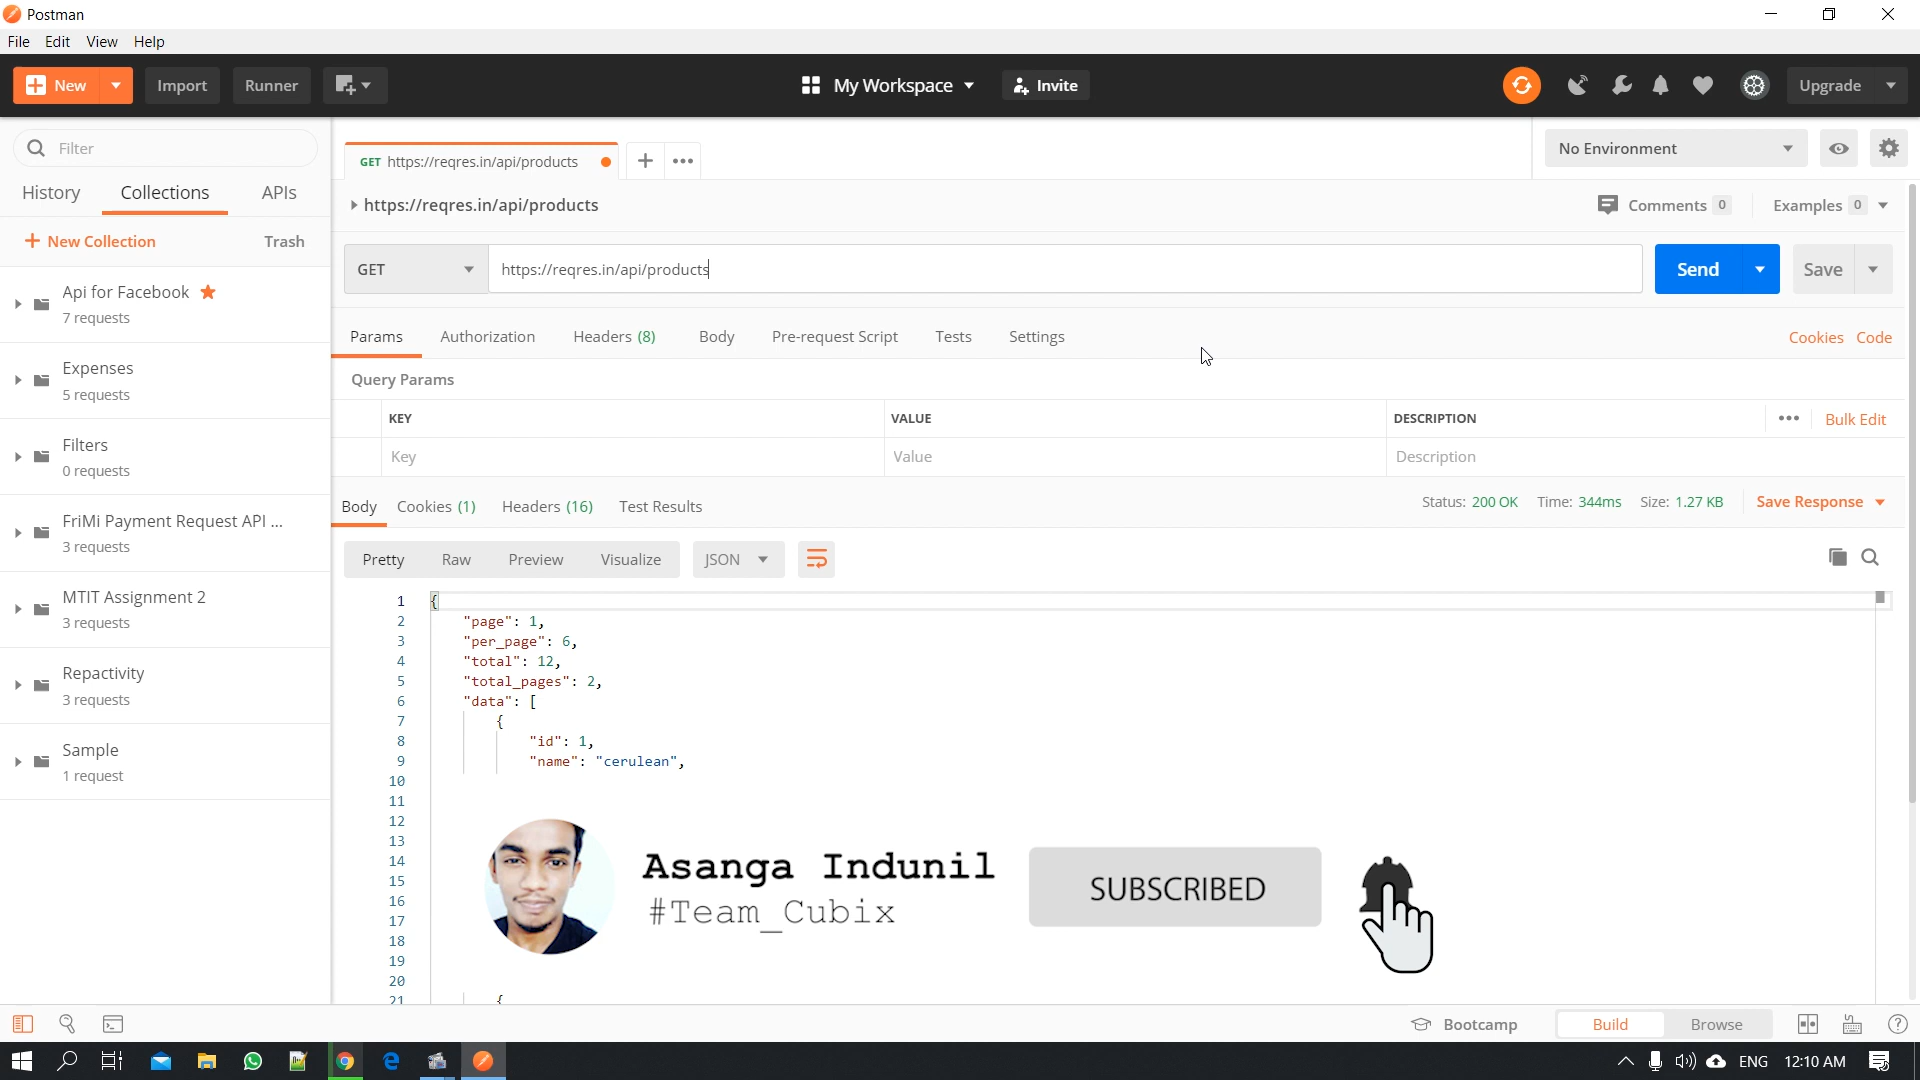 Postman
File Edit View Help
New Import Runner My Workspace Invite Upgrade
Filter
History Collections APIs
New Collection Trash
Api for Facebook
7 requests
Expenses
5 requests
Filters
0 requests
FriMi Payment Request API ...
3 requests
MTIT Assignment 2
3 requests
Repactivity
3 requests
Sample
1 request
GET https://reqres.in/api/products
No Environment
https://reqres.in/api/products
Comments 0 Examples 0
GET https://reqres.in/api/products Send Save
Params Authorization Headers (8) Body Pre-request Script Tests Settings Cookies Code
Query Params
KEY VALUE DESCRIPTION Bulk Edit
Key Value Description
Body Cookies (1) Headers (16) Test Results Status: 200 OK Time: 344ms Size: 1.27 KB Save Response
Pretty Raw Preview Visualize JSON
1 {
2 "page": 1,
3 "per_page": 6,
4 "total": 12,
5 "total_pages": 2,
6 "data": [
7 {
8 "id": 1,
9 "name": "cerulean",
10
11
12
13
14
15
16
17
18
19
20
21 {
Asanga Indunil
#Team_Cubix
SUBSCRIBED
Bootcamp Build Browse
ENG 12:10 AM